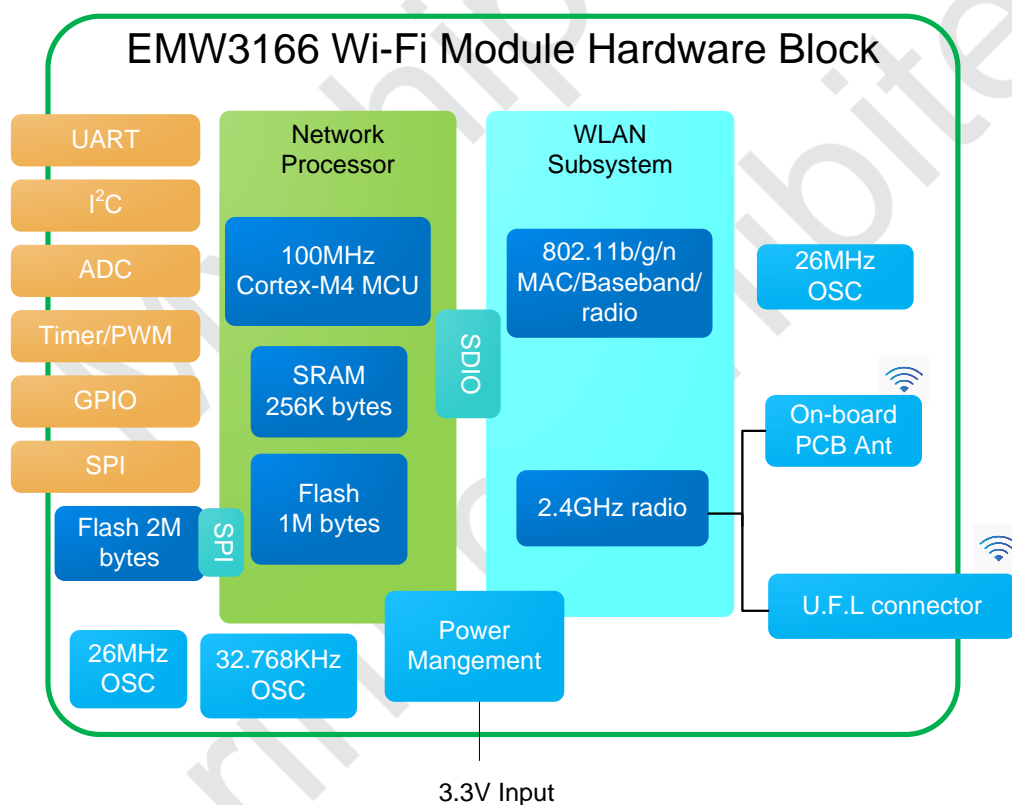 EMW3166 Wi-Fi Module Hardware Block
UART
I²C
ADC
Timer/PWM
GPIO
SPI
Flash 2M
bytes
SPI
Network
Processor
100MHz
Cortex-M4 MCU
SRAM
256K bytes
Flash
1M bytes
SDIO
WLAN
Subsystem
802.11b/g/n
MAC/Baseband/
radio
2.4GHz radio
26MHz
OSC
On-board
PCB Ant
U.F.L connector
26MHz
OSC
32.768KHz
OSC
Power
Mangement
3.3V Input